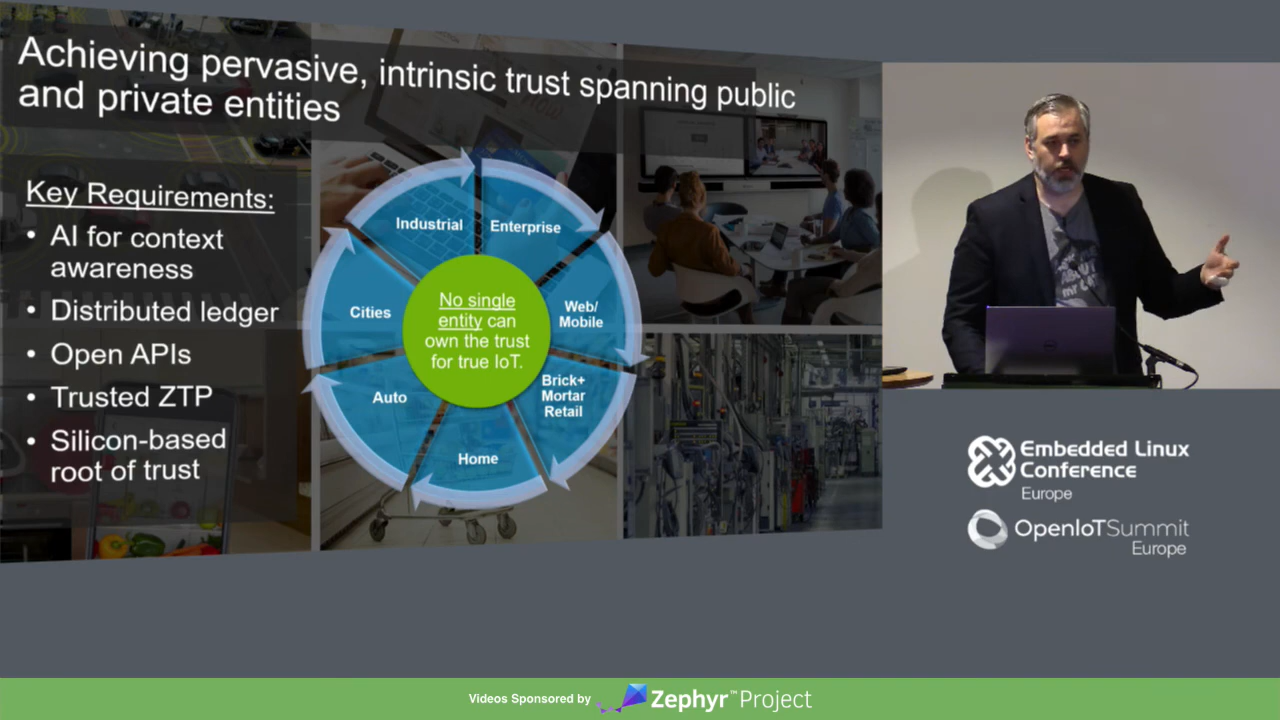 Achieving pervasive, intrinsic trust spanning public
and private entities
Key Requirements:
• AI for context
awareness
• Distributed ledger
• Open APIs
• Trusted ZTP
• Silicon-based
root of trust
Industrial
Enterprise
Cities
Web/
Mobile
Auto
Brick+
Mortar
Retail
Home
No single
entity can
own the trust
for true IoT.
Embedded Linux
Conference
Europe
OpenIoTSummit
Europe
Videos Sponsored by
Zephyr™Project